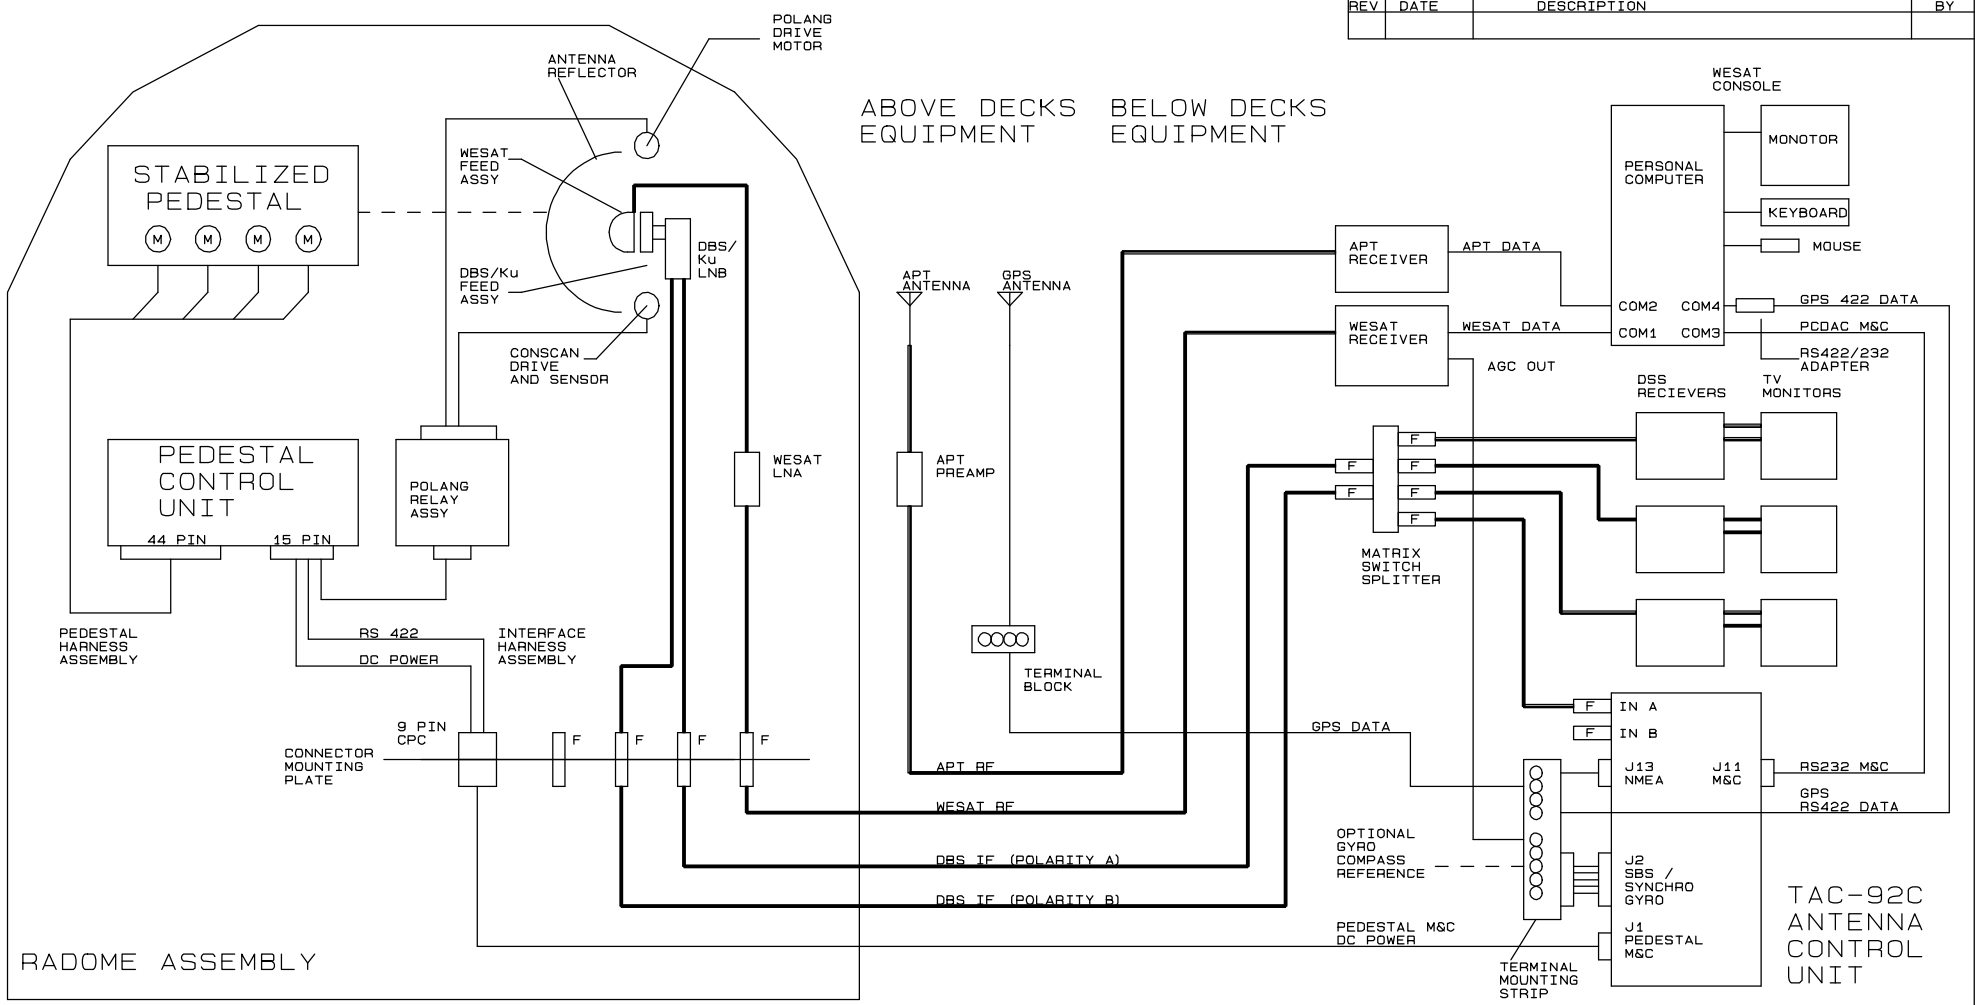 REV DATE DESCRIPTION BY
POLANG
DRIVE
MOTOR
ANTENNA
REFLECTOR
ABOVE DECKS
EQUIPMENT
BELOW DECKS
EQUIPMENT
WESAT
CONSOLE
MONOTOR
PERSONAL
COMPUTER
KEYBOARD
MOUSE
STABILIZED
PEDESTAL
M M M M
WESAT
FEED
ASSY
DBS/Ku
FEED
ASSY
DBS/
Ku
LNB
CONSCAN
DRIVE
AND SENSOR
APT
ANTENNA
GPS
ANTENNA
APT
RECEIVER
APT DATA
WESAT
RECEIVER
WESAT DATA
AGC OUT
COM2 COM4
COM1 COM3
GPS 422 DATA
PCDAC M&C
RS422/232
ADAPTER
DSS
RECIEVERS
TV
MONITORS
PEDESTAL
CONTROL
UNIT
44 PIN 15 PIN
POLANG
RELAY
ASSY
WESAT
LNA
APT
PREAMP
F
F F
F F
F
MATRIX
SWITCH
SPLITTER
PEDESTAL
HARNESS
ASSEMBLY
RS 422
DC POWER
INTERFACE
HARNESS
ASSEMBLY
TERMINAL
BLOCK
9 PIN
CPC
F F F F
CONNECTOR
MOUNTING
PLATE
GPS DATA
APT RF
WESAT RF
DBS IF (POLARITY A)
DBS IF (POLARITY B)
OPTIONAL
GYRO
COMPASS
REFERENCE
PEDESTAL M&C
DC POWER
F IN A
F IN B
J13
NMEA
J11
M&C
RS232 M&C
GPS
RS422 DATA
J2
SBS /
SYNCHRO
GYRO
J1
PEDESTAL
M&C
TERMINAL
MOUNTING
STRIP
TAC-92C
ANTENNA
CONTROL
UNIT
RADOME ASSEMBLY